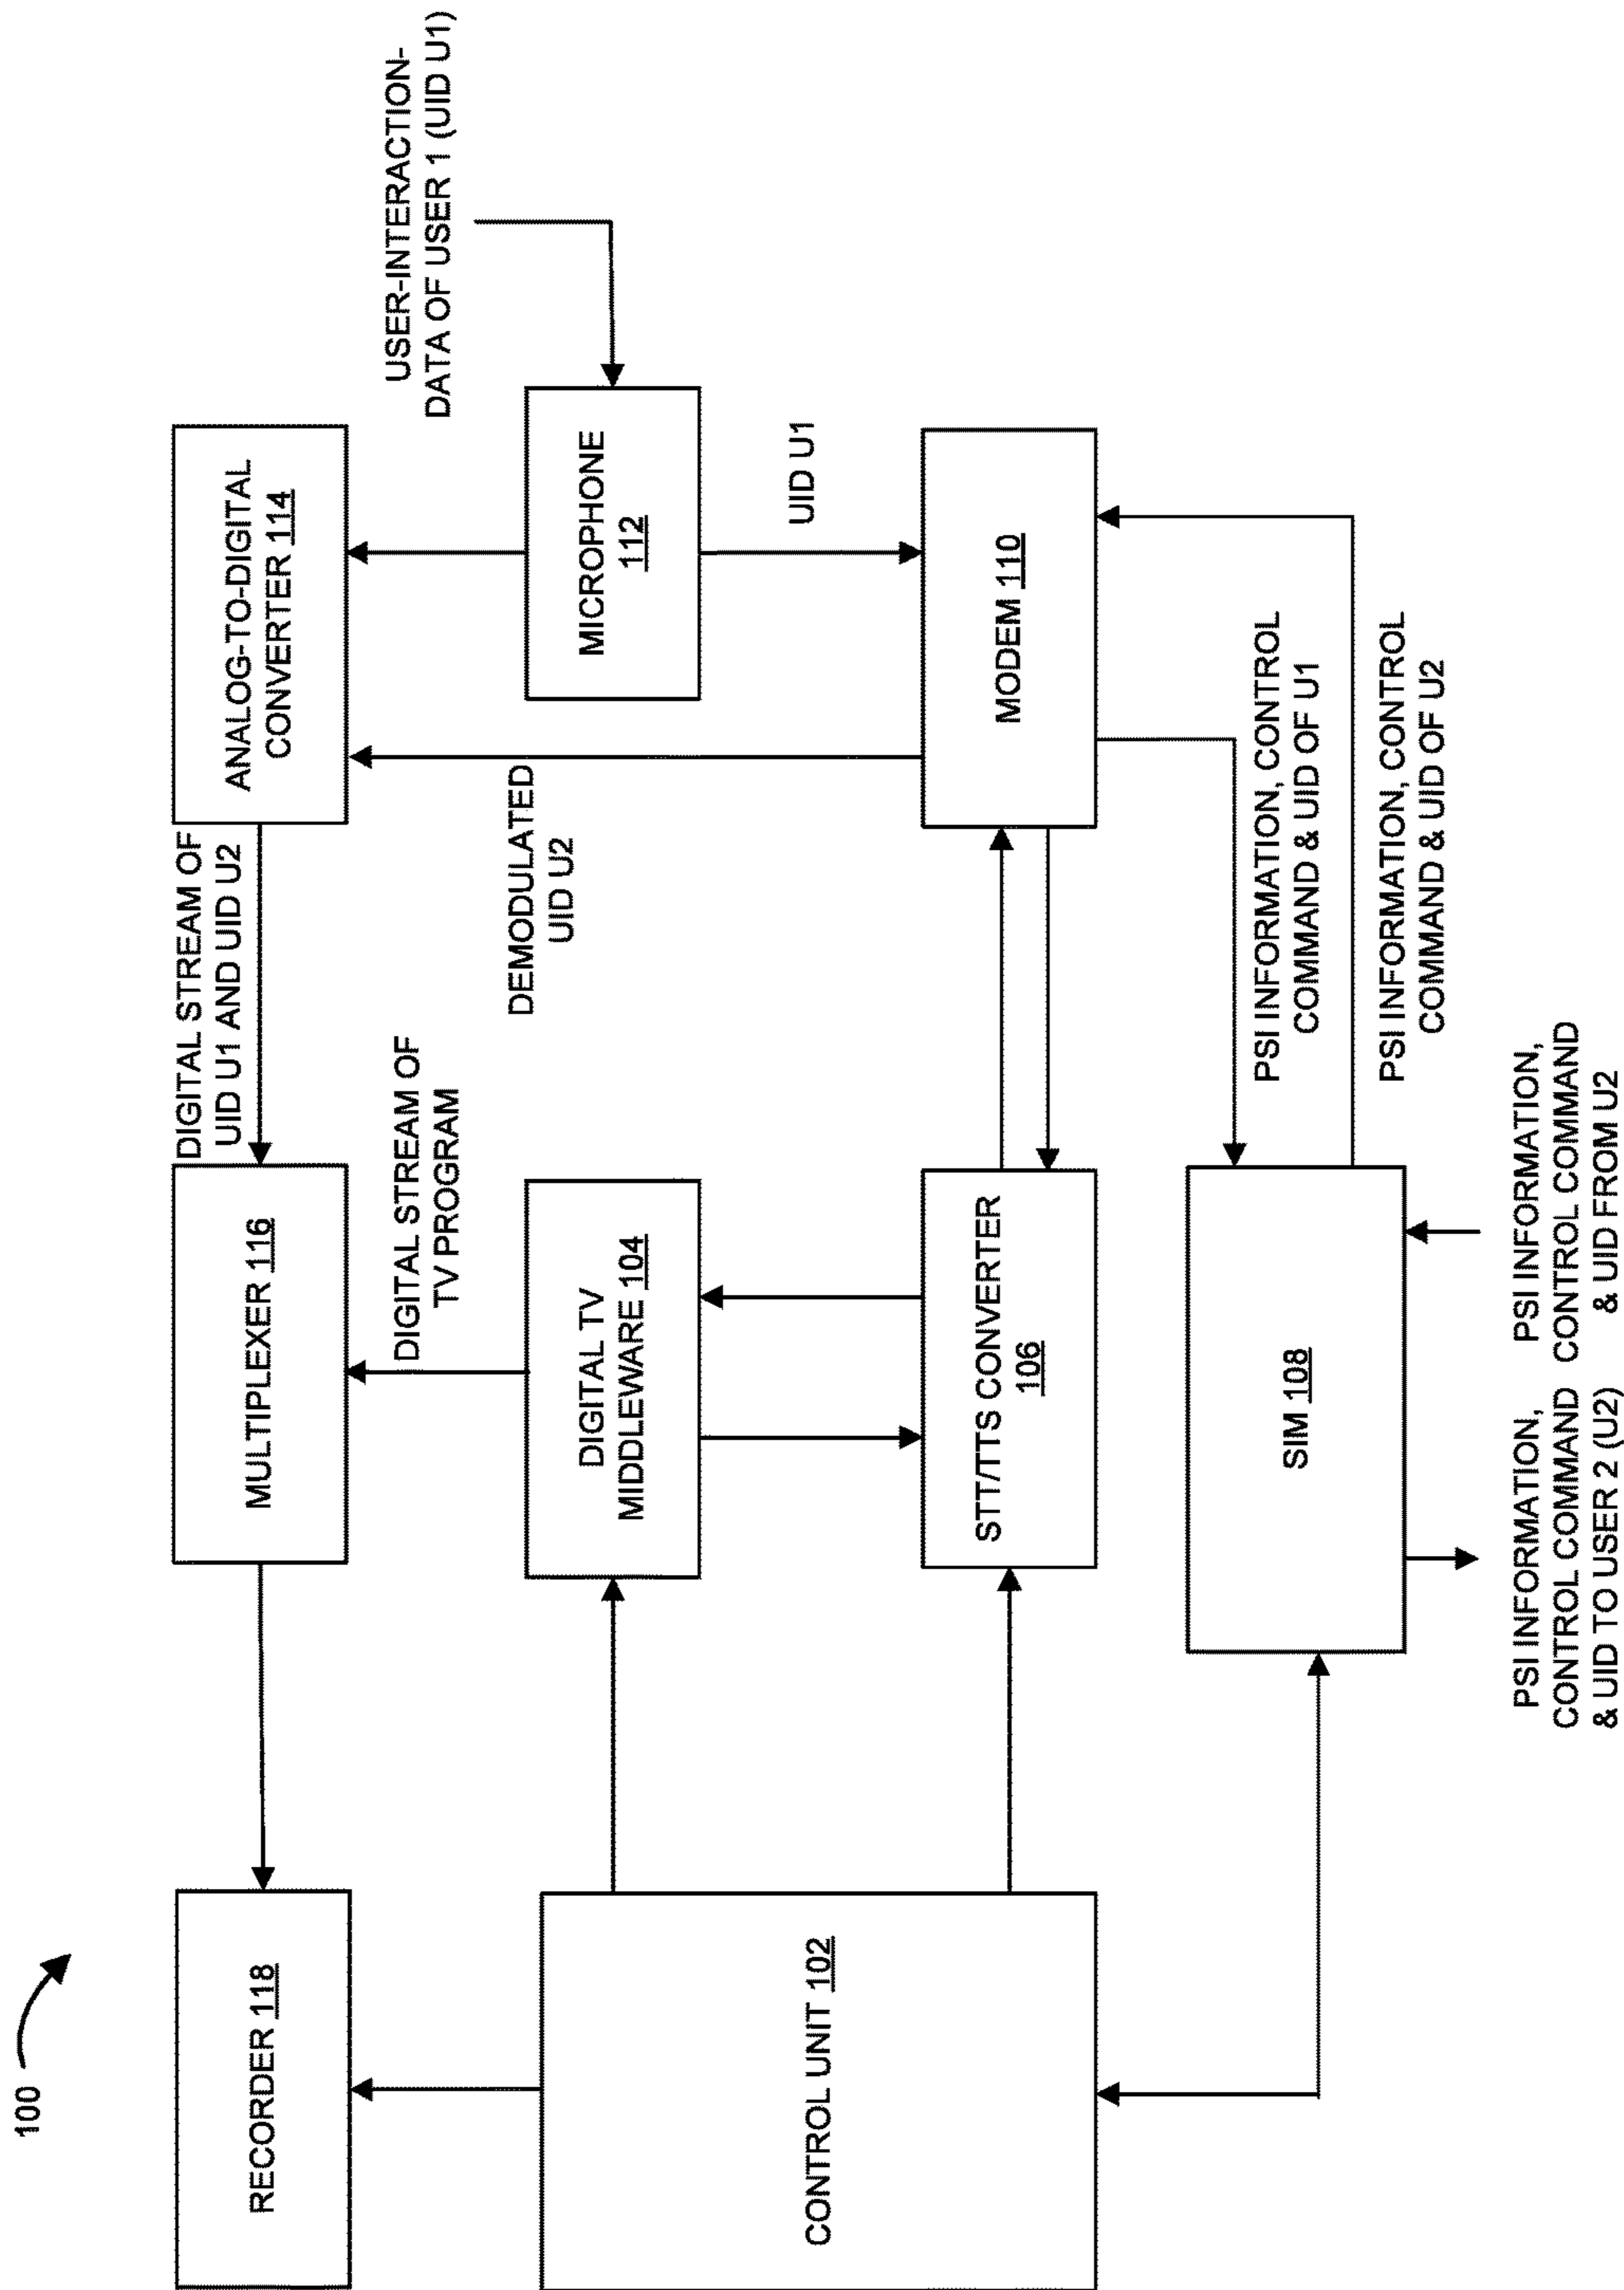 100
RECORDER 118
MULTIPLEXER 116
DIGITAL STREAM OF
UID U1 AND UID U2
ANALOG-TO-DIGITAL
CONVERTER 114
DIGITAL STREAM OF
TV PROGRAM
DEMODULATED
UID U2
USER-INTERACTION-
DATA OF USER 1 (UID U1)
CONTROL UNIT 102
DIGITAL TV
MIDDLEWARE 104
MICROPHONE
112
UID U1
STT/TTS CONVERTER
106
MODEM 110
SIM 108
PSI INFORMATION, CONTROL
COMMAND & UID OF U1
PSI INFORMATION, CONTROL
COMMAND & UID OF U2
PSI INFORMATION,
CONTROL COMMAND
& UID TO USER 2 (U2)
PSI INFORMATION,
CONTROL COMMAND
& UID FROM U2